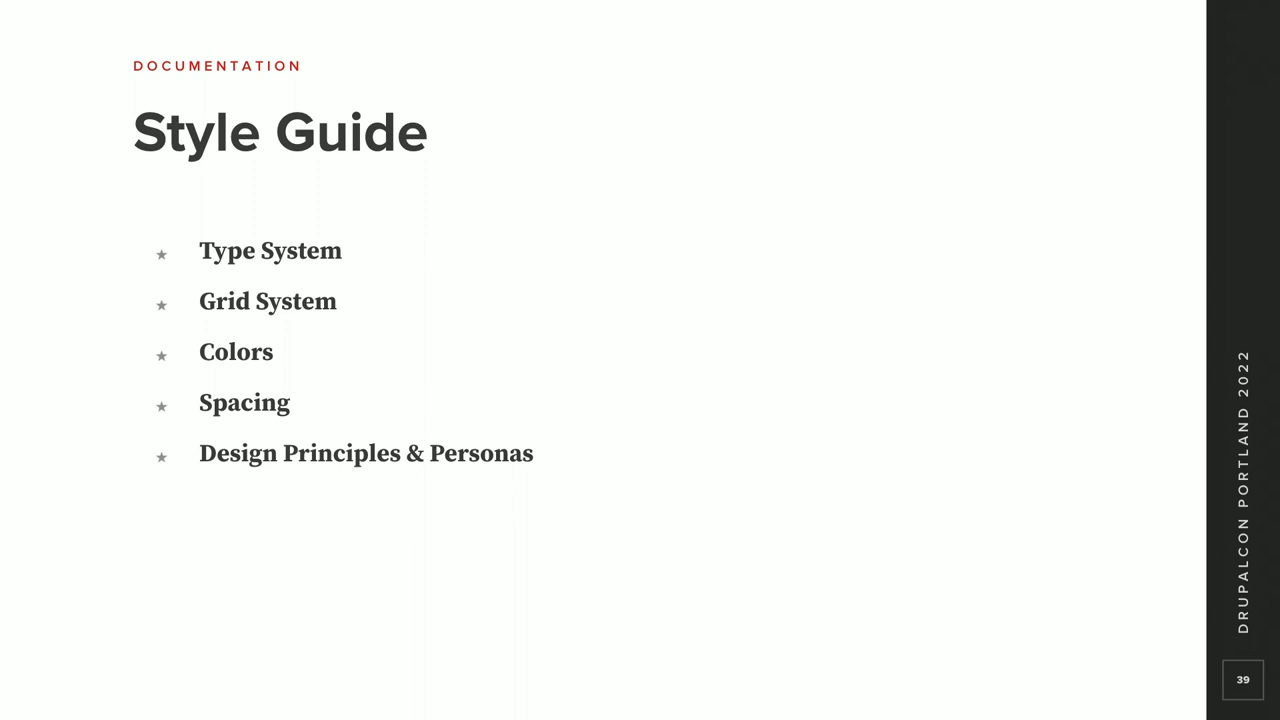 DOCUMENTATION
Style Guide
★ Type System
★ Grid System
★ Colors
★ Spacing
★ Design Principles & Personas
DRUPALCON PORTLAND 2022
39